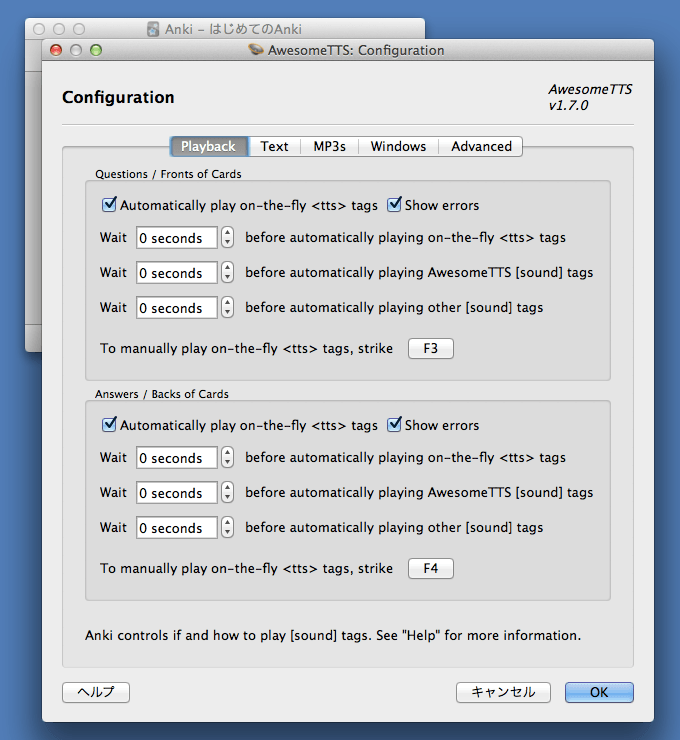 Anki – はじめてのAnki
AwesomeTTS: Configuration
Configuration
AwesomeTTS
v1.7.0
Playback Text MP3s Windows Advanced
Questions / Fronts of Cards
Automatically play on-the-fly <tts> tags Show errors
Wait 0 seconds before automatically playing on-the-fly <tts> tags
Wait 0 seconds before automatically playing AwesomeTTS [sound] tags
Wait 0 seconds before automatically playing other [sound] tags
To manually play on-the-fly <tts> tags, strike F3
Answers / Backs of Cards
Automatically play on-the-fly <tts> tags Show errors
Wait 0 seconds before automatically playing on-the-fly <tts> tags
Wait 0 seconds before automatically playing AwesomeTTS [sound] tags
Wait 0 seconds before automatically playing other [sound] tags
To manually play on-the-fly <tts> tags, strike F4
Anki controls if and how to play [sound] tags. See "Help" for more information.
ヘルプ キャンセル OK